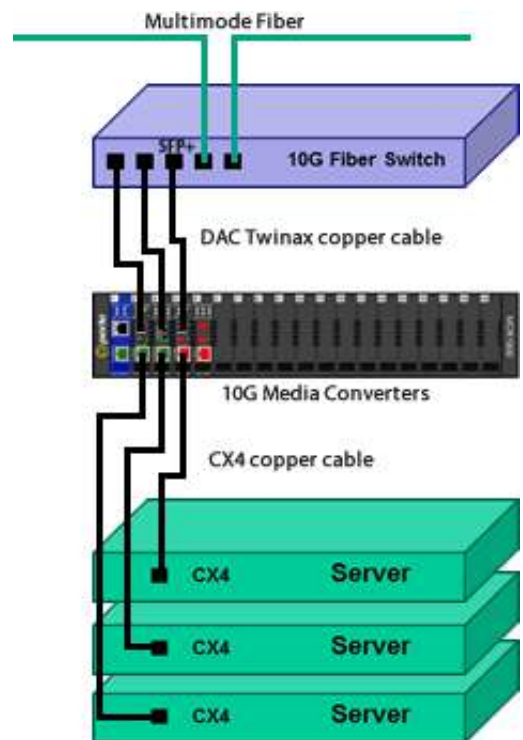 Multimode Fiber
SFP+
10G Fiber Switch
DAC Twinax copper cable
perle
10G Media Converters
CX4 copper cable
CX4 Server
CX4 Server
CX4 Server